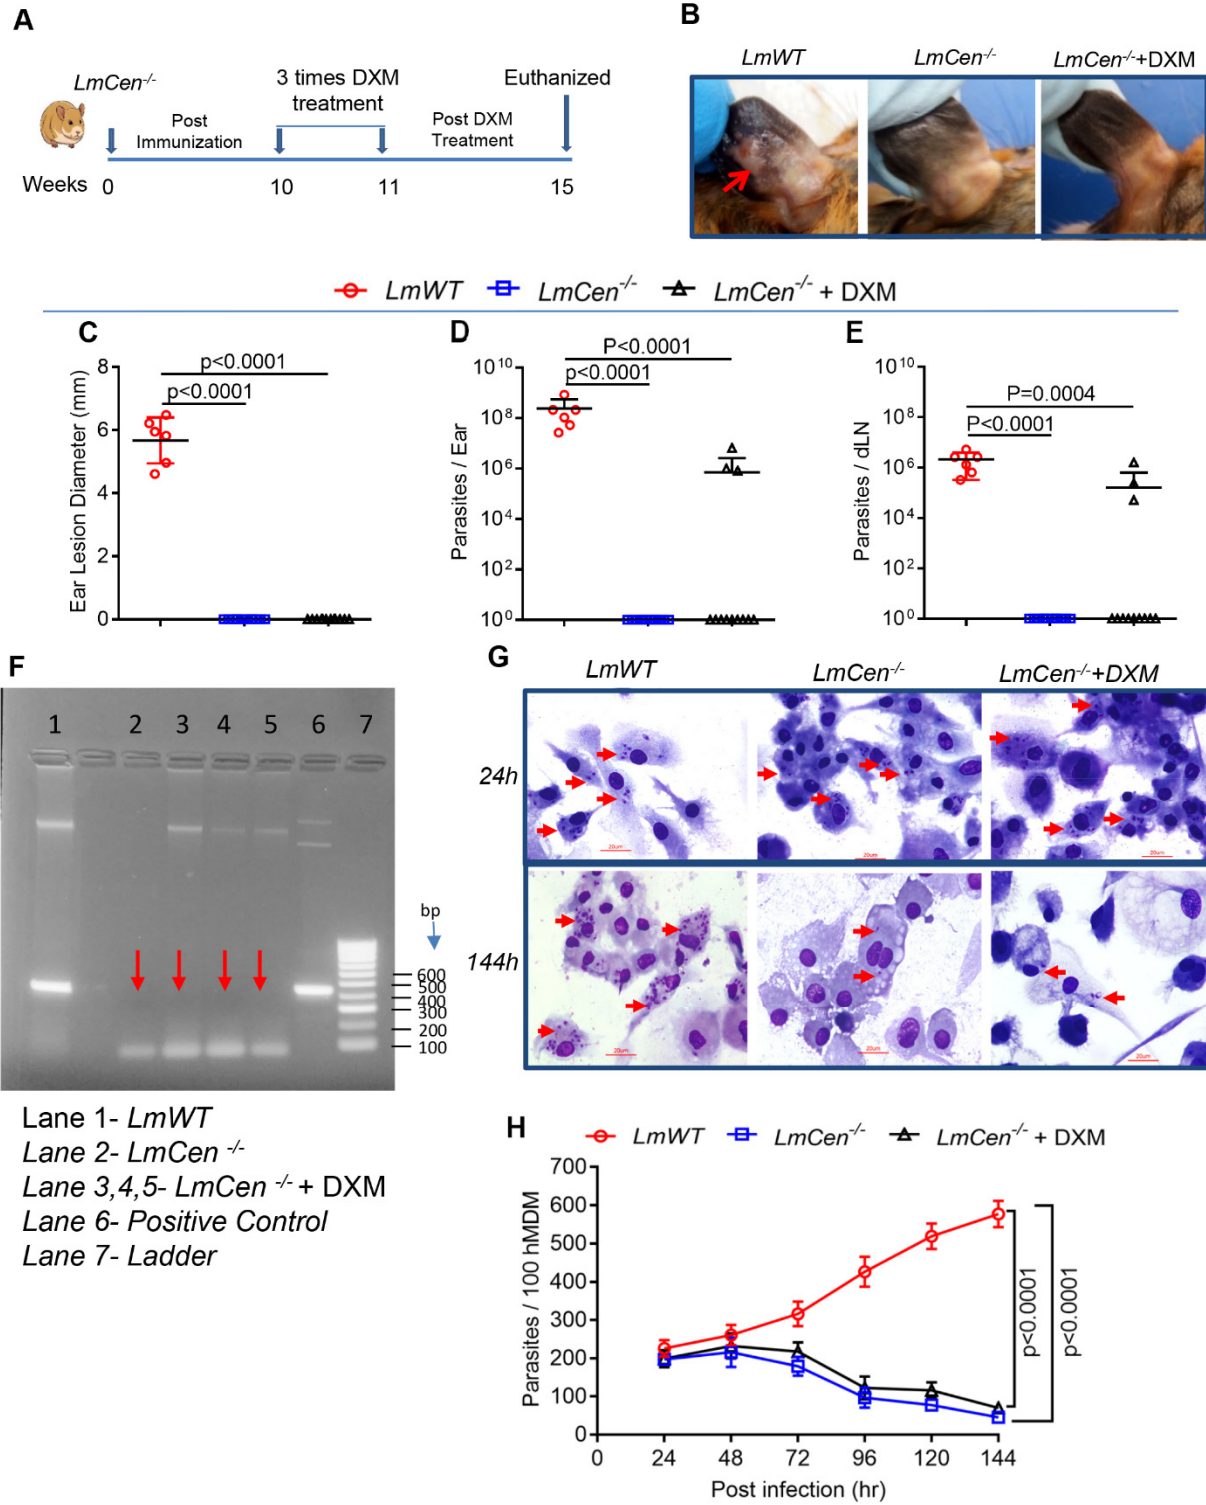 A
LmCen-/-
3 times DXM
treatment
Euthanized
Post
Immunization
Post DXM
Treatment
Weeks 0 10 11 15
B
LmWT LmCen-/- LmCen-/-+DXM
LmWT LmCen-/- LmCen-/- + DXM
C
p<0.0001
p<0.0001
Ear Lesion Diameter (mm)
8
6
4
2
0
D
P<0.0001
p<0.0001
Parasites / Ear
10^10
10^8
10^6
10^4
10^2
10^0
E
P=0.0004
P<0.0001
Parasites / dLN
10^10
10^8
10^6
10^4
10^2
10^0
F
1 2 3 4 5 6 7
bp
600
500
400
300
200
100
Lane 1- LmWT
Lane 2- LmCen -/-
Lane 3,4,5- LmCen -/- + DXM
Lane 6- Positive Control
Lane 7- Ladder
G
LmWT LmCen-/- LmCen-/-+DXM
24h
20um 20um 20um
144h
20um 20um 20um
H
LmWT LmCen-/- LmCen-/- + DXM
Parasites / 100 hMDM
700
600
500
400
300
200
100
0
0 24 48 72 96 120 144
Post infection (hr)
p<0.0001
p<0.0001